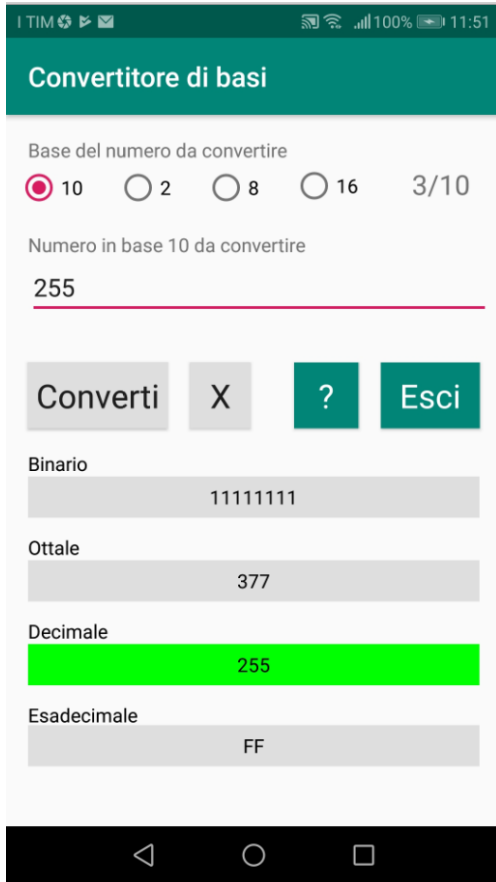 I TIM 100% 11:51
Convertitore di basi
Base del numero da convertire
10 2 8 16 3/10
Numero in base 10 da convertire
255
Converti X ? Esci
Binario
11111111
Ottale
377
Decimale
255
Esadecimale
FF